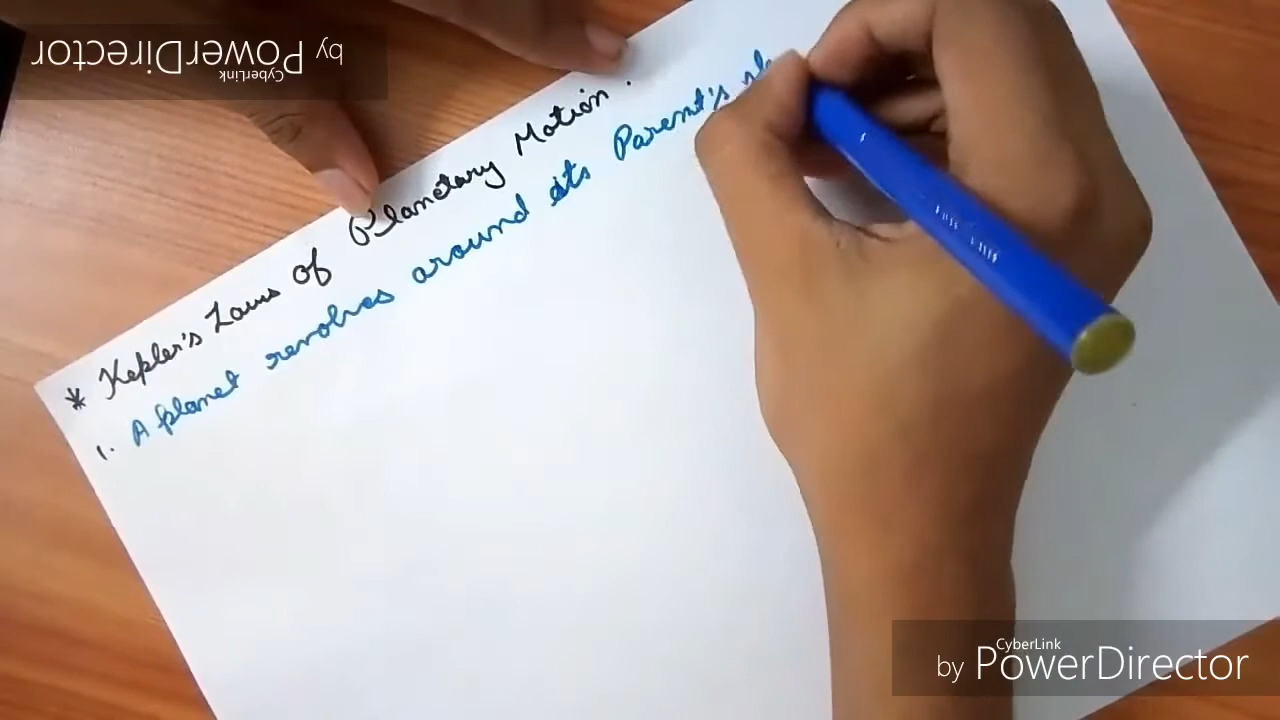 by CyberLink PowerDirector
* Kepler's Laws of Planetary Motion.
1. A planet revolves around its Parent's
by CyberLink PowerDirector